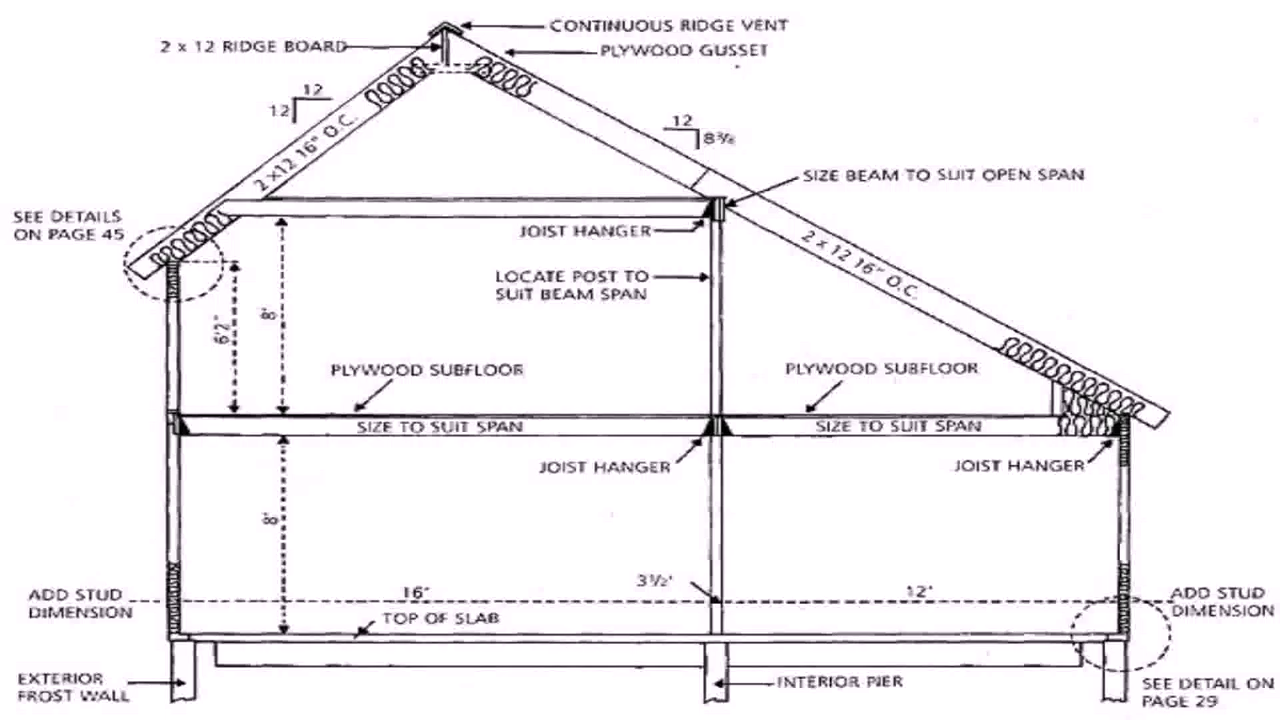 CONTINUOUS RIDGE VENT
2 x 12 RIDGE BOARD
PLYWOOD GUSSET
12
12
2 x 12 16" O.C.
12
8⅜
SIZE BEAM TO SUIT OPEN SPAN
SEE DETAILS
ON PAGE 45
JOIST HANGER
2 x 12 16" O.C.
LOCATE POST TO
SUIT BEAM SPAN
6'2"
8'
PLYWOOD SUBFLOOR
PLYWOOD SUBFLOOR
SIZE TO SUIT SPAN
SIZE TO SUIT SPAN
JOIST HANGER
JOIST HANGER
8'
ADD STUD
DIMENSION
16'
3½'
12'
ADD STUD
DIMENSION
TOP OF SLAB
EXTERIOR
FROST WALL
INTERIOR PIER
SEE DETAIL ON
PAGE 29